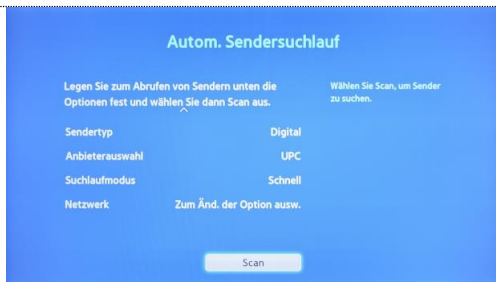 Autom. Sendersuchlauf
Legen Sie zum Abrufen von Sendern unten die
Optionen fest und wählen Sie dann Scan aus.
Wählen Sie Scan, um Sender
zu suchen.
Sendertyp Digital
Anbieterauswahl UPC
Suchlaufmodus Schnell
Netzwerk Zum Änd. der Option ausw.
Scan